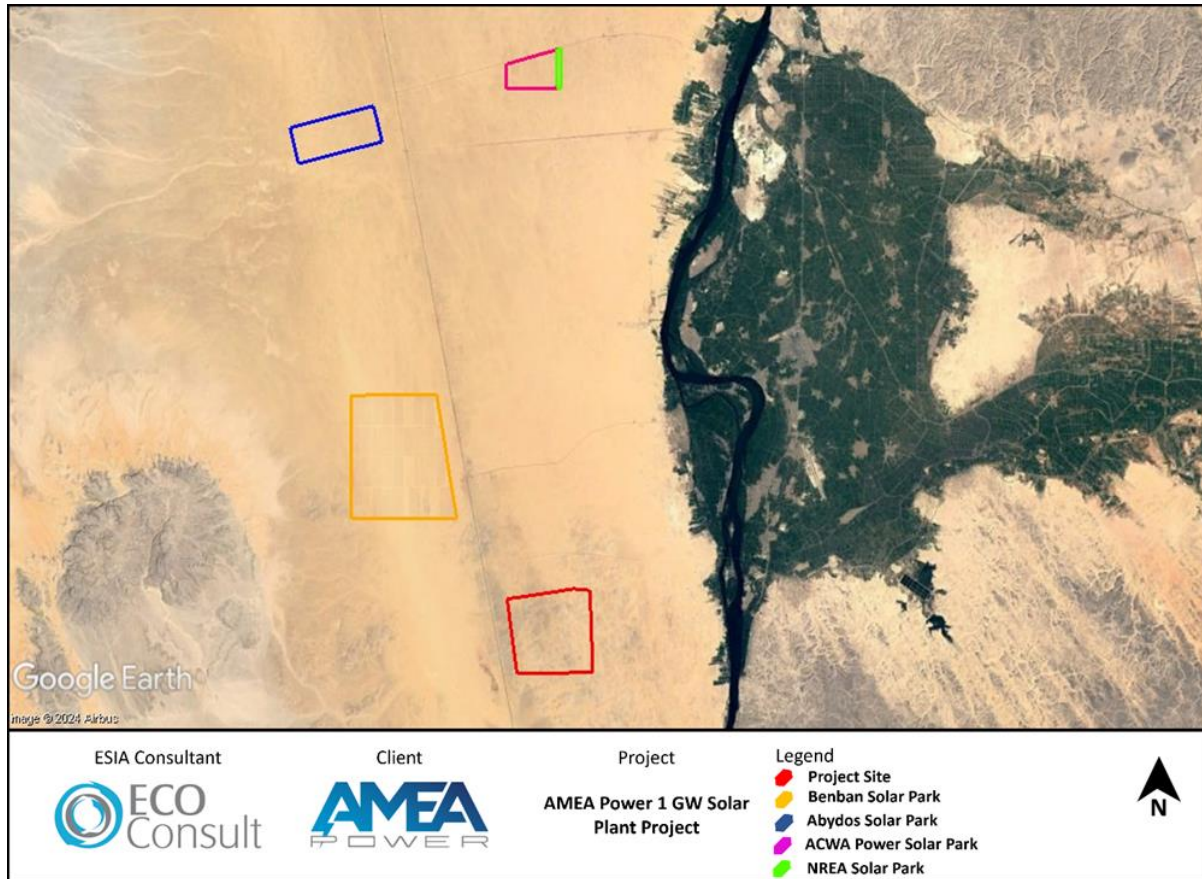 Google Earth
Image © 2024 Airbus
ESIA Consultant
ECO
Consult
Client
AMEA
POWER
Project
AMEA Power 1 GW Solar
Plant Project
Legend
Project Site
Benban Solar Park
Abydos Solar Park
ACWA Power Solar Park
NREA Solar Park
N